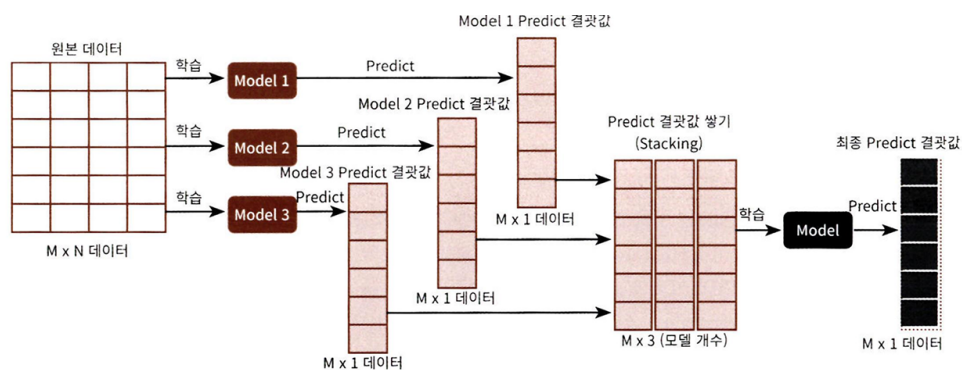 원본 데이터
학습
Model 1
Predict
Model 1 Predict 결괏값
학습
Model 2
Predict
Model 2 Predict 결괏값
학습
Model 3
Predict
Model 3 Predict 결괏값
M x N 데이터
M x 1 데이터
M x 1 데이터
M x 1 데이터
Predict 결괏값 쌓기
(Stacking)
M x 3 (모델 개수)
학습
Model
Predict
최종 Predict 결괏값
M x 1 데이터